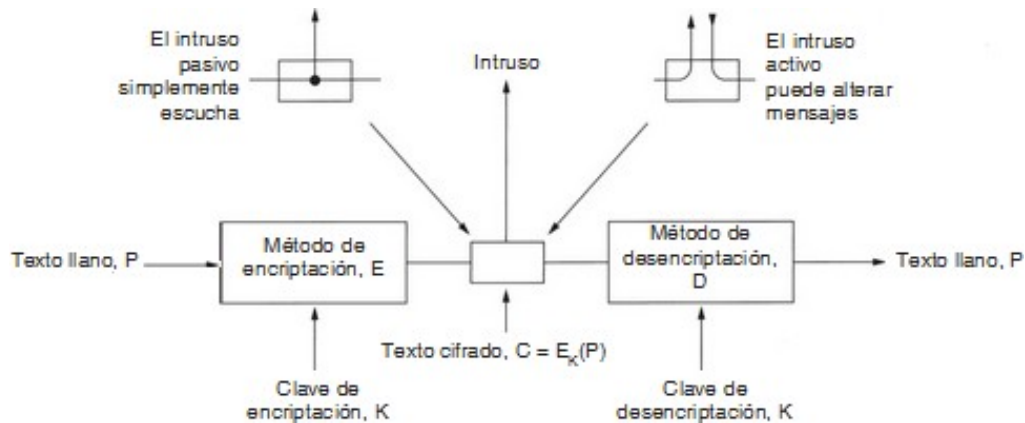 El intruso
pasivo
simplemente
escucha
Intruso
El intruso
activo
puede alterar
mensajes
Texto llano, P
Método de
encriptación, E
Método de
desencriptación,
D
Texto llano, P
Texto cifrado, C = E_K(P)
Clave de
encriptación, K
Clave de
desencriptación, K